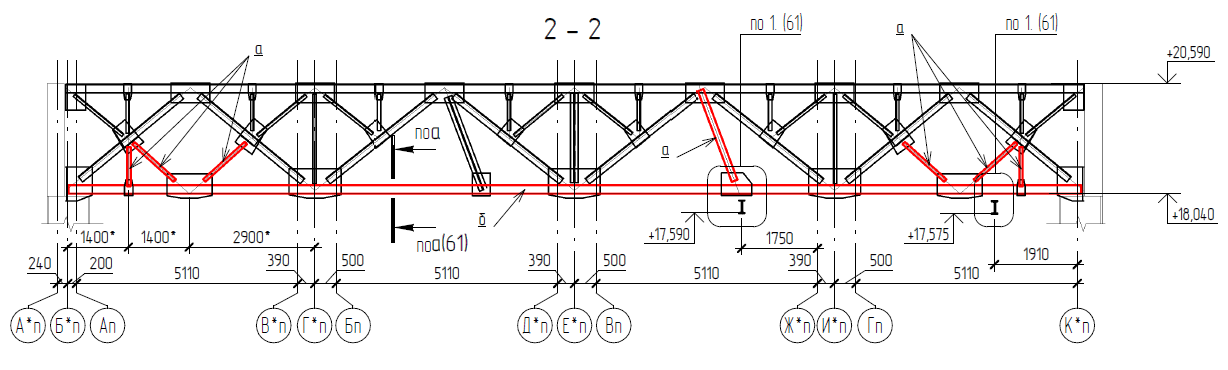 2 – 2
по 1. (61)
по 1. (61)
а
а
+20,590
поа
а
б
поа(61)
+17,590
+17,575
+18,040
1400*
1400*
2900*
1750
1910
240
200
5110
390
500
5110
390
500
5110
390
500
5110
А*п
Б*п
Ап
В*п
Г*п
Бп
Д*п
Е*п
Вп
Ж*п
И*п
Гп
К*п